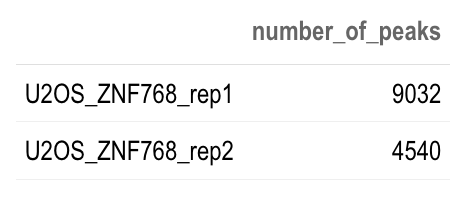 number_of_peaks
U2OS_ZNF768_rep1 9032
U2OS_ZNF768_rep2 4540